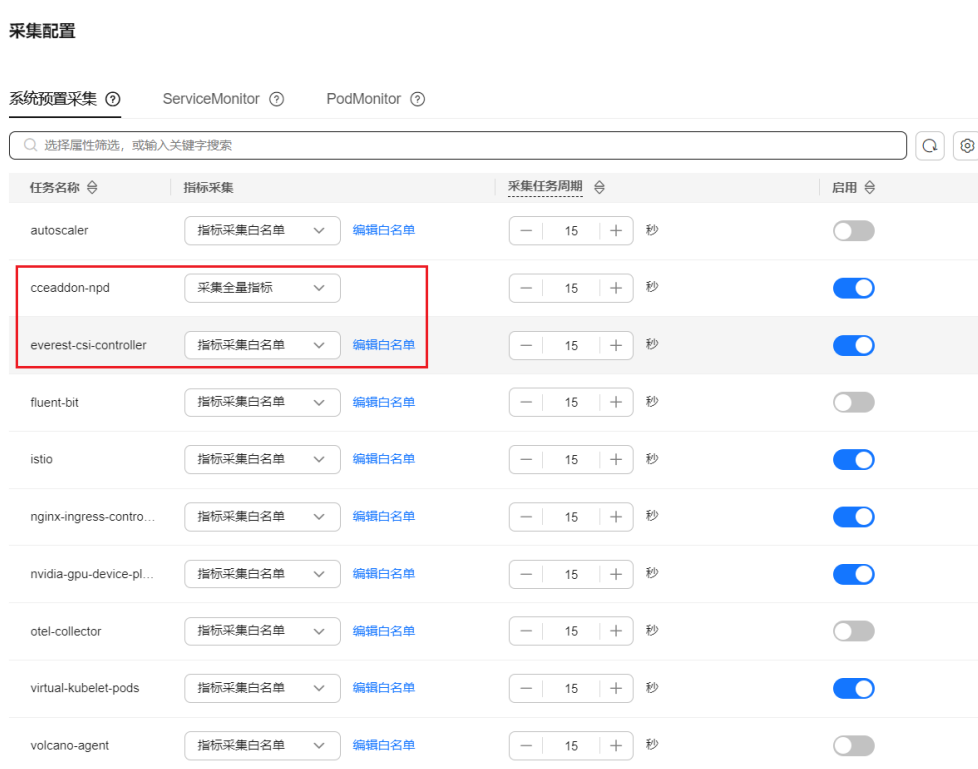 采集配置
系统预置采集 ServiceMonitor PodMonitor
选择属性筛选，或输入关键字搜索
任务名称 指标采集 采集任务周期 启用
autoscaler 指标采集白名单 编辑白名单 15 秒
cceaddon-npd 采集全量指标 15 秒
everest-csi-controller 指标采集白名单 编辑白名单 15 秒
fluent-bit 指标采集白名单 编辑白名单 15 秒
istio 指标采集白名单 编辑白名单 15 秒
nginx-ingress-contro... 指标采集白名单 编辑白名单 15 秒
nvidia-gpu-device-pl... 指标采集白名单 编辑白名单 15 秒
otel-collector 指标采集白名单 编辑白名单 15 秒
virtual-kubelet-pods 指标采集白名单 编辑白名单 15 秒
volcano-agent 指标采集白名单 编辑白名单 15 秒